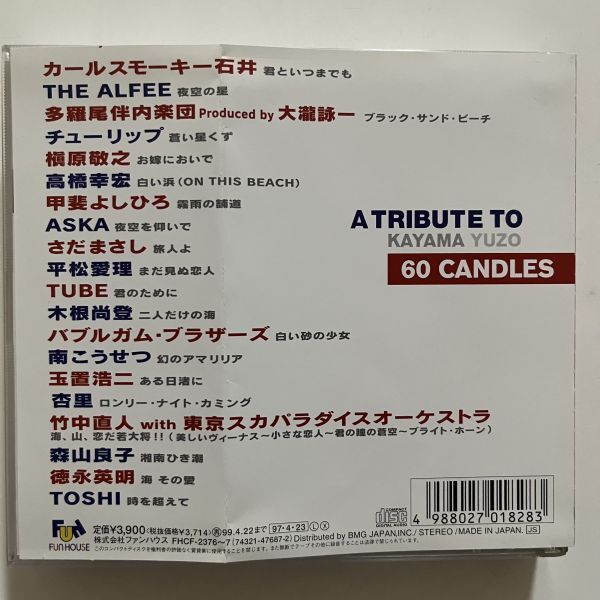 カールスモーキー石井 君といつまでも
THE ALFEE 夜空の星
多羅尾伴内楽団 Produced by 大瀧詠一 ブラック・サンド・ビーチ
チューリップ 蒼い星くず
槇原敬之 お嫁においで
高橋幸宏 白い浜(ON THIS BEACH)
甲斐よしひろ 霧雨の舗道
ASKA 夜空を仰いで
さだまさし 旅人よ
平松愛理 まだ見ぬ恋人
TUBE 君のために
木根尚登 二人だけの海
バブルガム・ブラザーズ 白い砂の少女
南こうせつ 幻のアマリリア
玉置浩二 ある日渚に
杏里 ロンリー・ナイト・カミング
竹中直人 with 東京スカパラダイスオーケストラ
海、山、恋だ若大将!!(美しいヴィーナス〜小さな恋人〜君の瞳の蒼空〜ブライト・ホーン)
森山良子 湘南ひき潮
徳永英明 海 その愛
TOSHI 時を超えて
A TRIBUTE TO
KAYAMA YUZO
60 CANDLES
FUN HOUSE
定価¥3,900(税抜価格¥3,714)再99.4.22まで 97・4・23 L X
株式会社ファンハウス FHCF-2376〜7(74321-47687-2) Distributed by BMG JAPAN.INC./ STEREO /MADE IN JAPAN. JS
COMPACT disc DIGITAL AUDIO
4 988027 018283